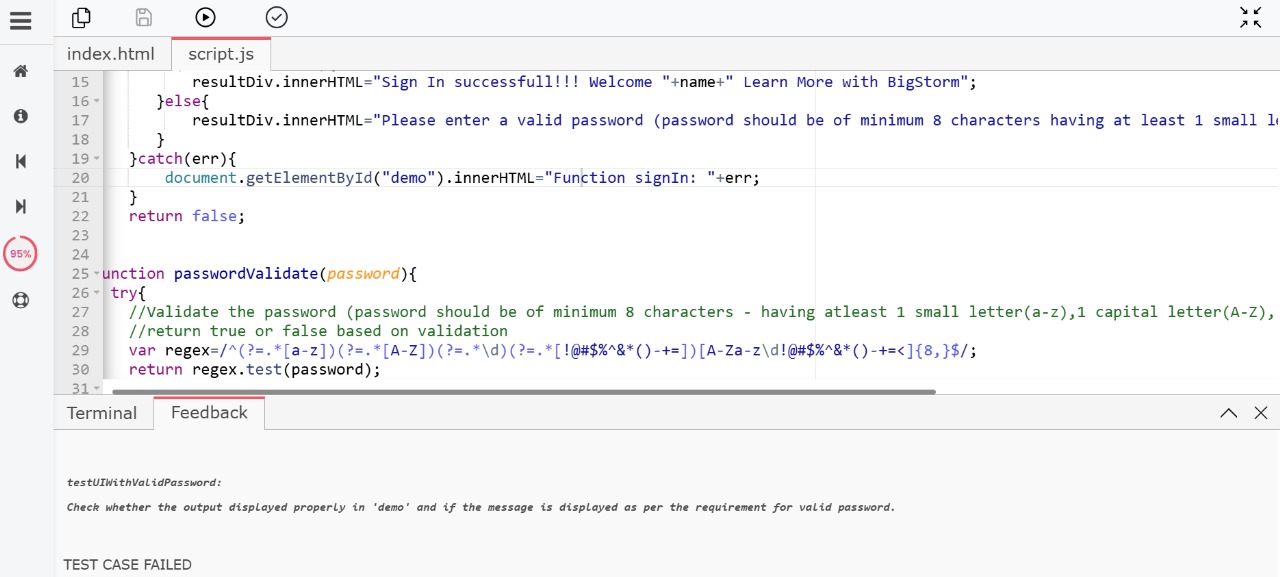 index.html
script.js
15 resultDiv.innerHTML="Sign In successfull!!! Welcome "+name+" Learn More with BigStorm";
16 }else{
17 resultDiv.innerHTML="Please enter a valid password (password should be of minimum 8 characters having at least 1 small l
18 }
19 }catch(err){
20 document.getElementById("demo").innerHTML="Function signIn: "+err;
21 }
22 return false;
23
24
25 unction passwordValidate(password){
26 try{
27 //Validate the password (password should be of minimum 8 characters - having atleast 1 small letter(a-z),1 capital letter(A-Z),
28 //return true or false based on validation
29 var regex=/^(?=.*[a-z])(?=.*[A-Z])(?=.*\d)(?=.*[!@#$%^&*()-+=])[A-Za-z\d!@#$%^&*()-+=<]{8,}$/;
30 return regex.test(password);
31
95%
Terminal
Feedback
testUIWithValidPassword:
Check whether the output displayed properly in 'demo' and if the message is displayed as per the requirement for valid password.
TEST CASE FAILED